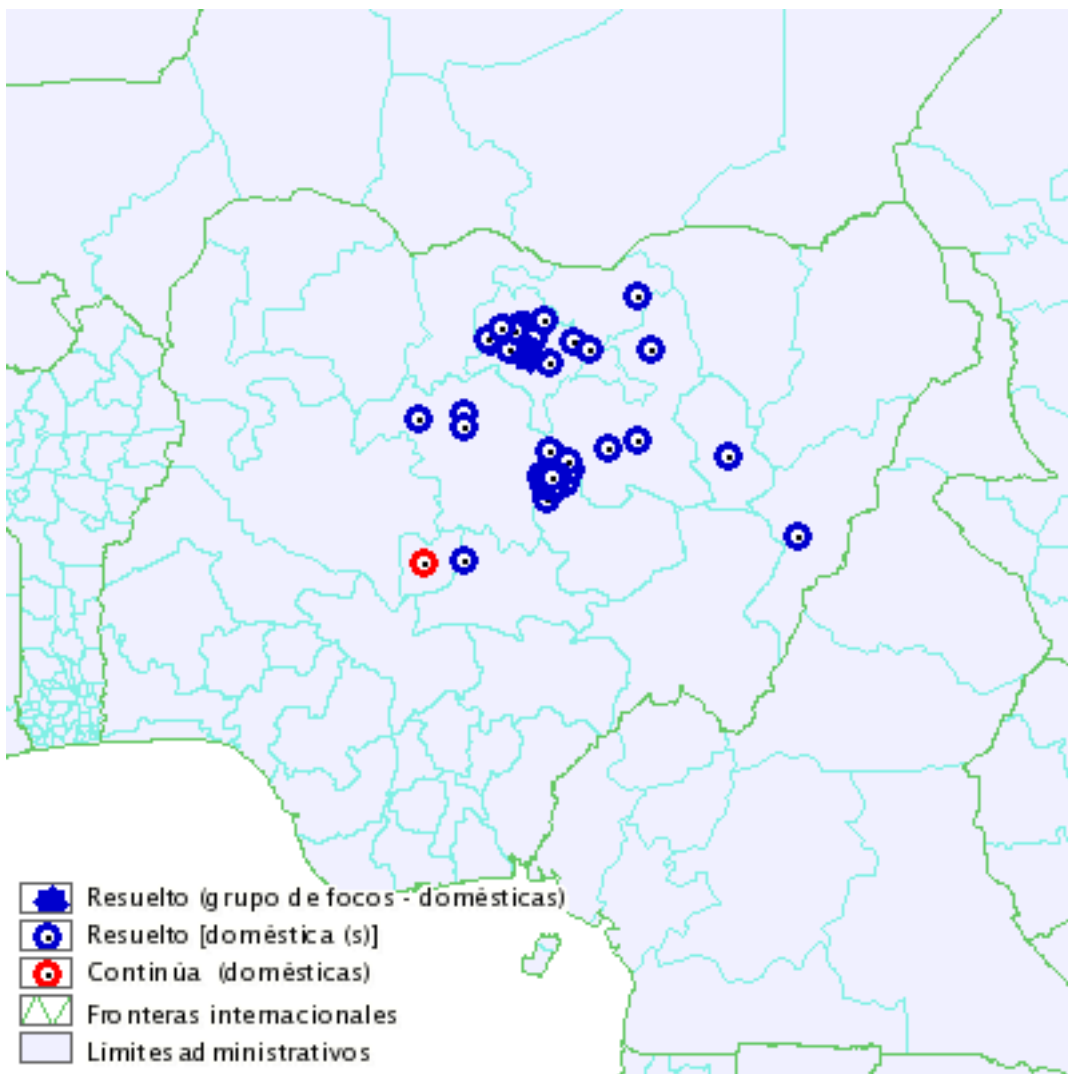 Resuelto (grupo de focos - domésticas)
Resuelto [doméstica (s)]
Continúa (domésticas)
Fronteras internacionales
Límites administrativos